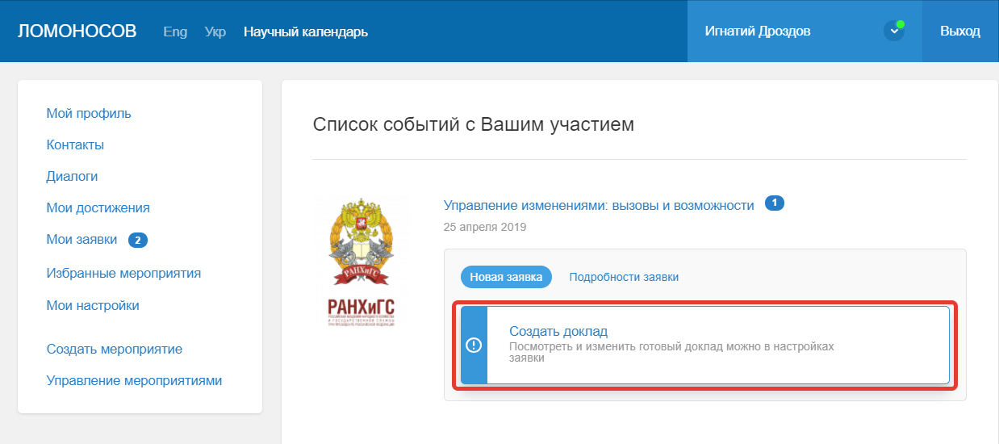 ЛОМОНОСОВ Eng Укр Научный календарь Игнатий Дроздов Выход
Мой профиль
Контакты
Диалоги
Мои достижения
Мои заявки 2
Избранные мероприятия
Мои настройки
Создать мероприятие
Управление мероприятиями
Список событий с Вашим участием
РАНХиГС
РАНХиГС
Управление изменениями: вызовы и возможности 1
25 апреля 2019
Новая заявка Подробности заявки
Создать доклад
Посмотреть и изменить готовый доклад можно в настройках
заявки